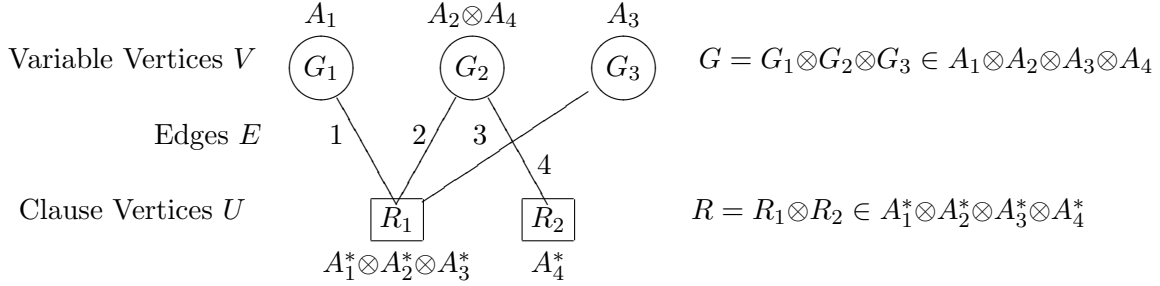 A₁ A₂⊗A₄ A₃
Variable Vertices V G₁ G₂ G₃ G = G₁⊗G₂⊗G₃ ∈ A₁⊗A₂⊗A₃⊗A₄
Edges E 1 2 3
4
Clause Vertices U R₁ R₂ R = R₁⊗R₂ ∈ A₁*⊗A₂*⊗A₃*⊗A₄*
A₁*⊗A₂*⊗A₃* A₄*